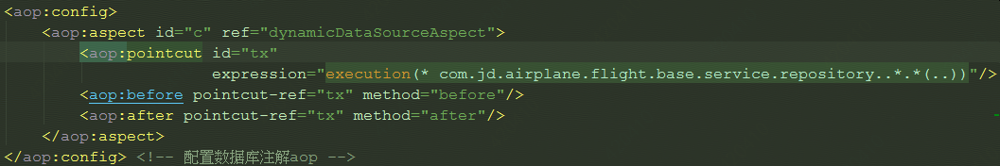 <aop:config>
<aop:aspect id="c" ref="dynamicDataSourceAspect">
<aop:pointcut id="tx"
expression="execution(* com.jd.airplane.flight.base.service.repository..*.*(..))"/>
<aop:before pointcut-ref="tx" method="before"/>
<aop:after pointcut-ref="tx" method="after"/>
</aop:aspect>
</aop:config> <!-- 配置数据库注解aop -->